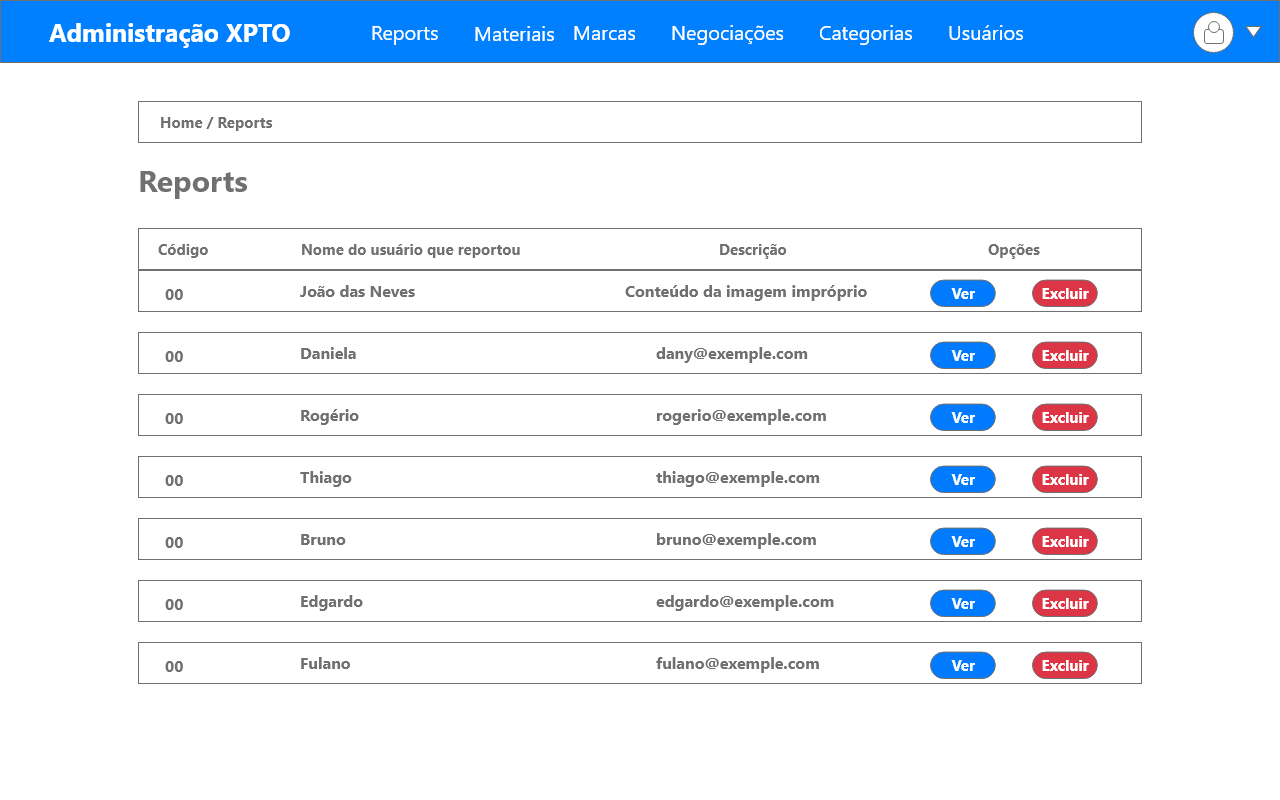 Administração XPTO Reports Materiais Marcas Negociações Categorias Usuários
Home / Reports
Reports
Código Nome do usuário que reportou Descrição Opções
00 João das Neves Conteúdo da imagem impróprio Ver Excluir
00 Daniela dany@exemple.com Ver Excluir
00 Rogério rogerio@exemple.com Ver Excluir
00 Thiago thiago@exemple.com Ver Excluir
00 Bruno bruno@exemple.com Ver Excluir
00 Edgardo edgardo@exemple.com Ver Excluir
00 Fulano fulano@exemple.com Ver Excluir